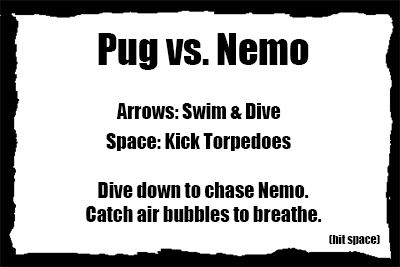 Pug vs. Nemo
Arrows: Swim & Dive
Space: Kick Torpedoes
Dive down to chase Nemo.
Catch air bubbles to breathe.
(hit space)